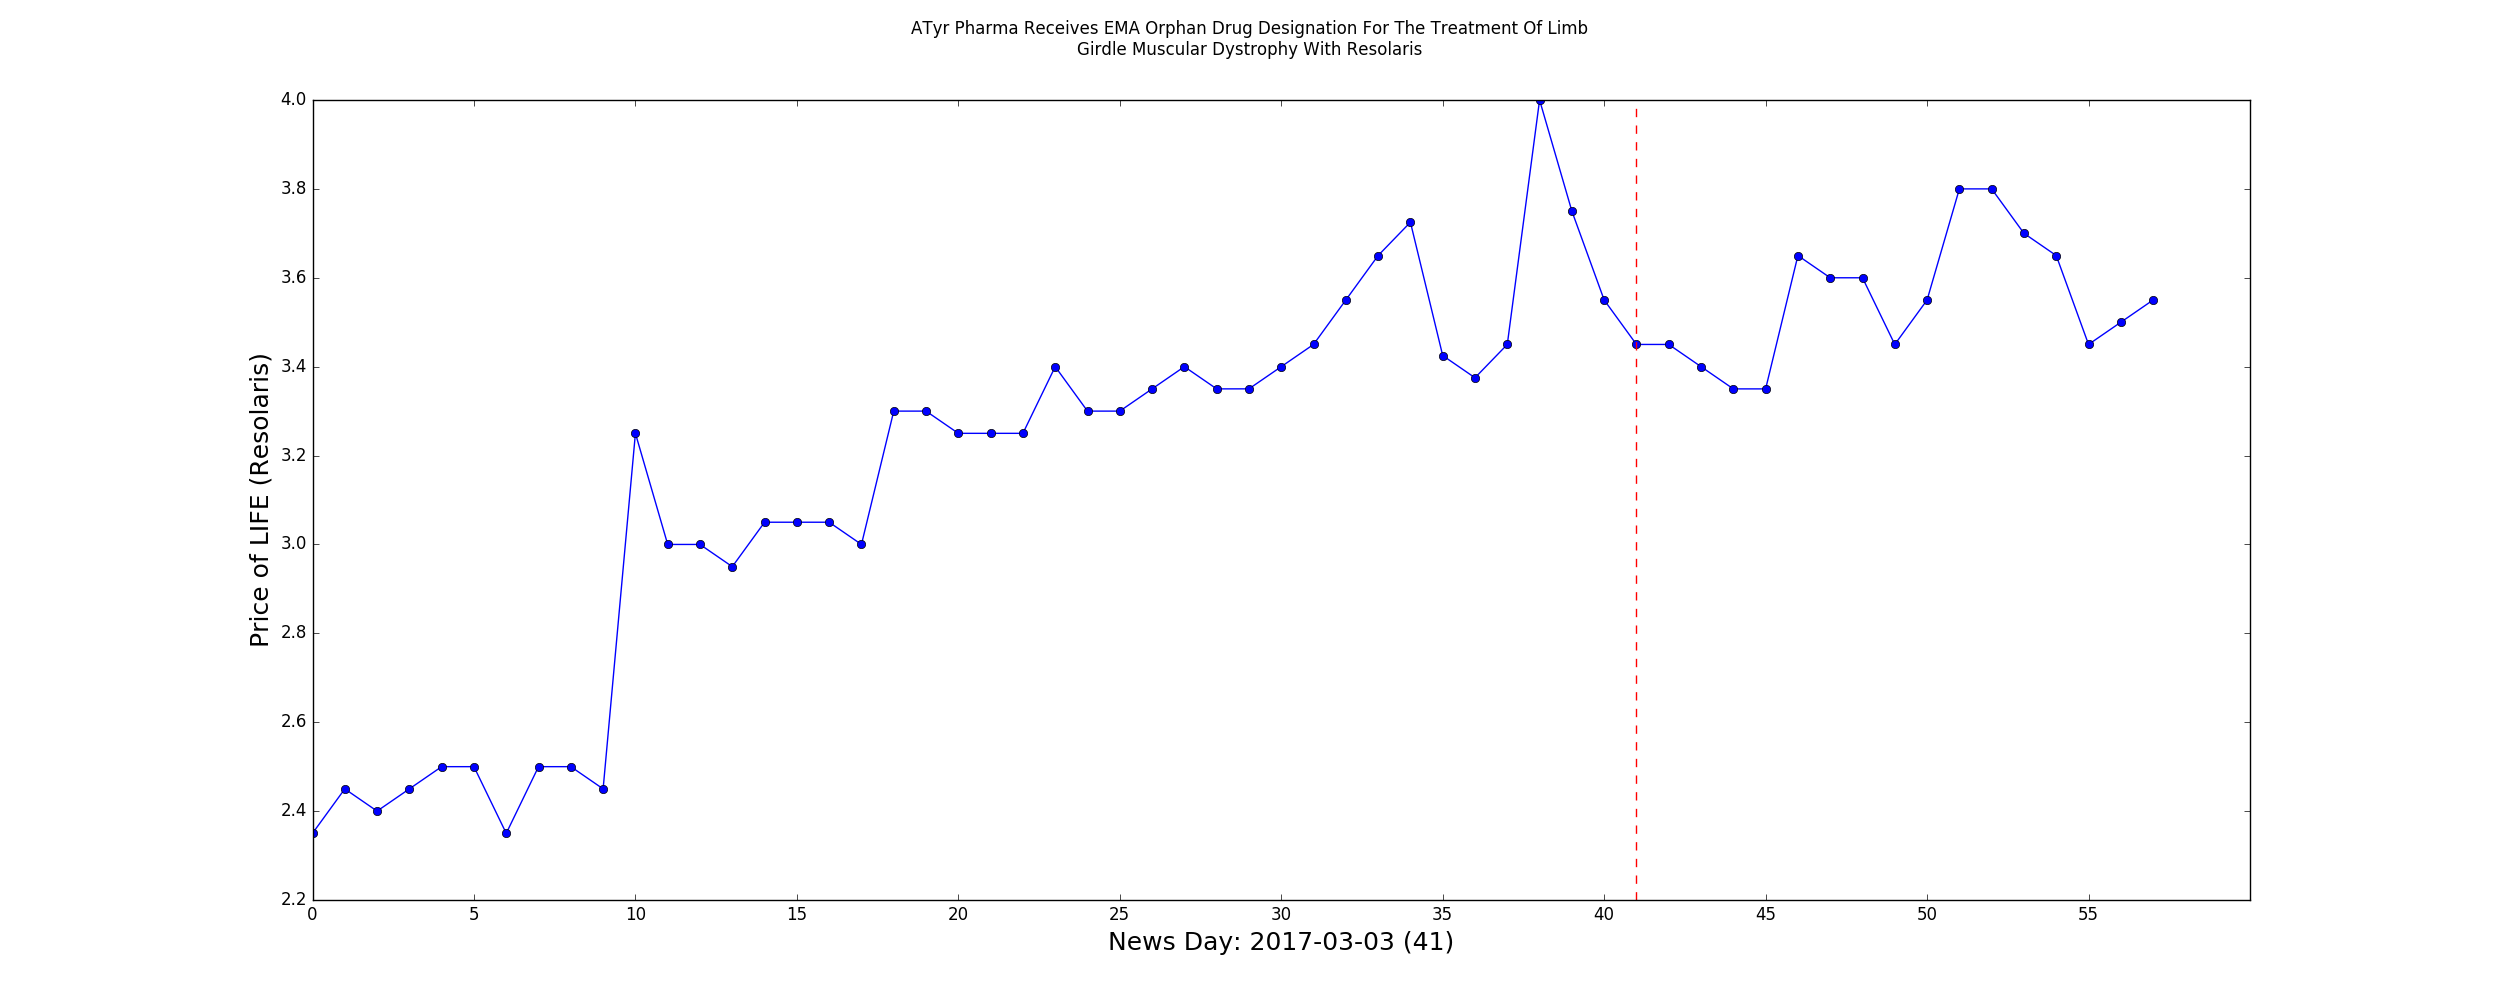 ATyr Pharma Receives EMA Orphan Drug Designation For The Treatment Of Limb
Girdle Muscular Dystrophy With Resolaris
Price of LIFE (Resolaris)
4.0
3.8
3.6
3.4
3.2
3.0
2.8
2.6
2.4
2.2
0 5 10 15 20 25 30 35 40 45 50 55
News Day: 2017-03-03 (41)